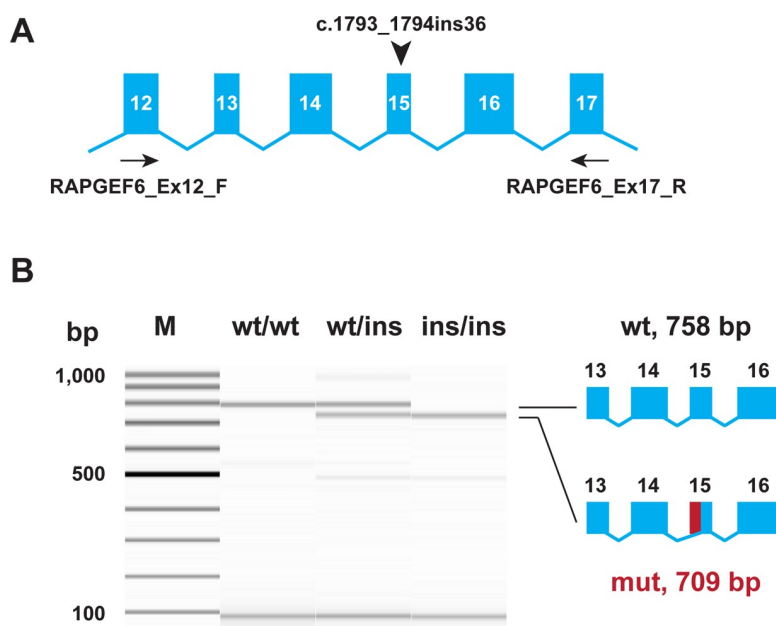 A
c.1793_1794ins36
12 13 14 15 16 17
RAPGEF6_Ex12_F RAPGEF6_Ex17_R
B
bp M wt/wt wt/ins ins/ins wt, 758 bp
1,000
500
100
13 14 15 16
13 14 15 16
mut, 709 bp